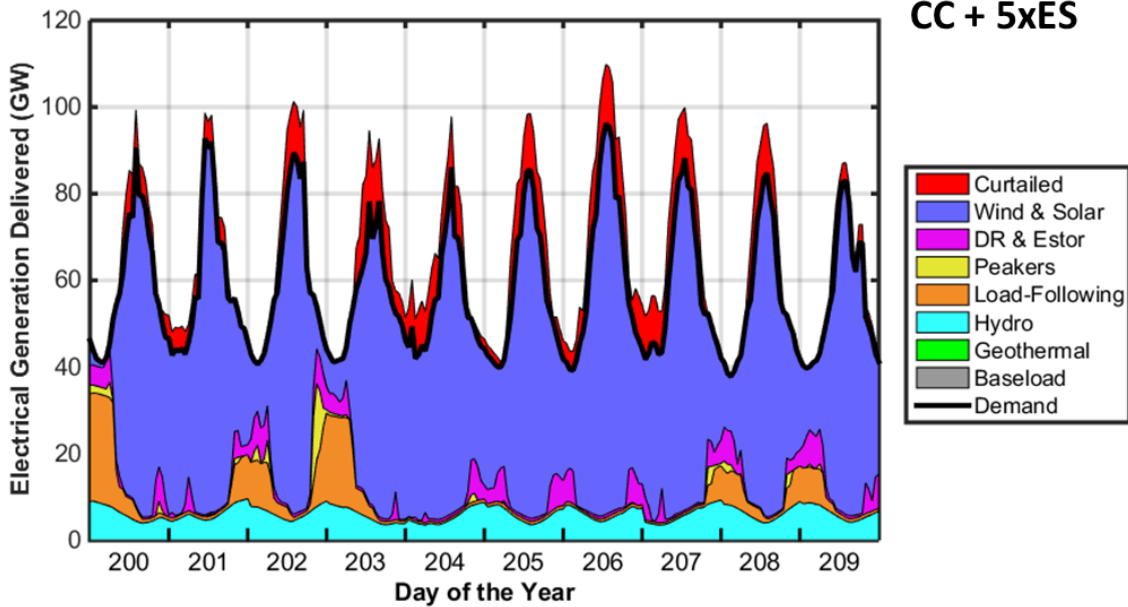 CC + 5xES
Electrical Generation Delivered (GW)
120
100
80
60
40
20
0
200 201 202 203 204 205 206 207 208 209
Day of the Year
Curtailed
Wind & Solar
DR & Estor
Peakers
Load-Following
Hydro
Geothermal
Baseload
Demand